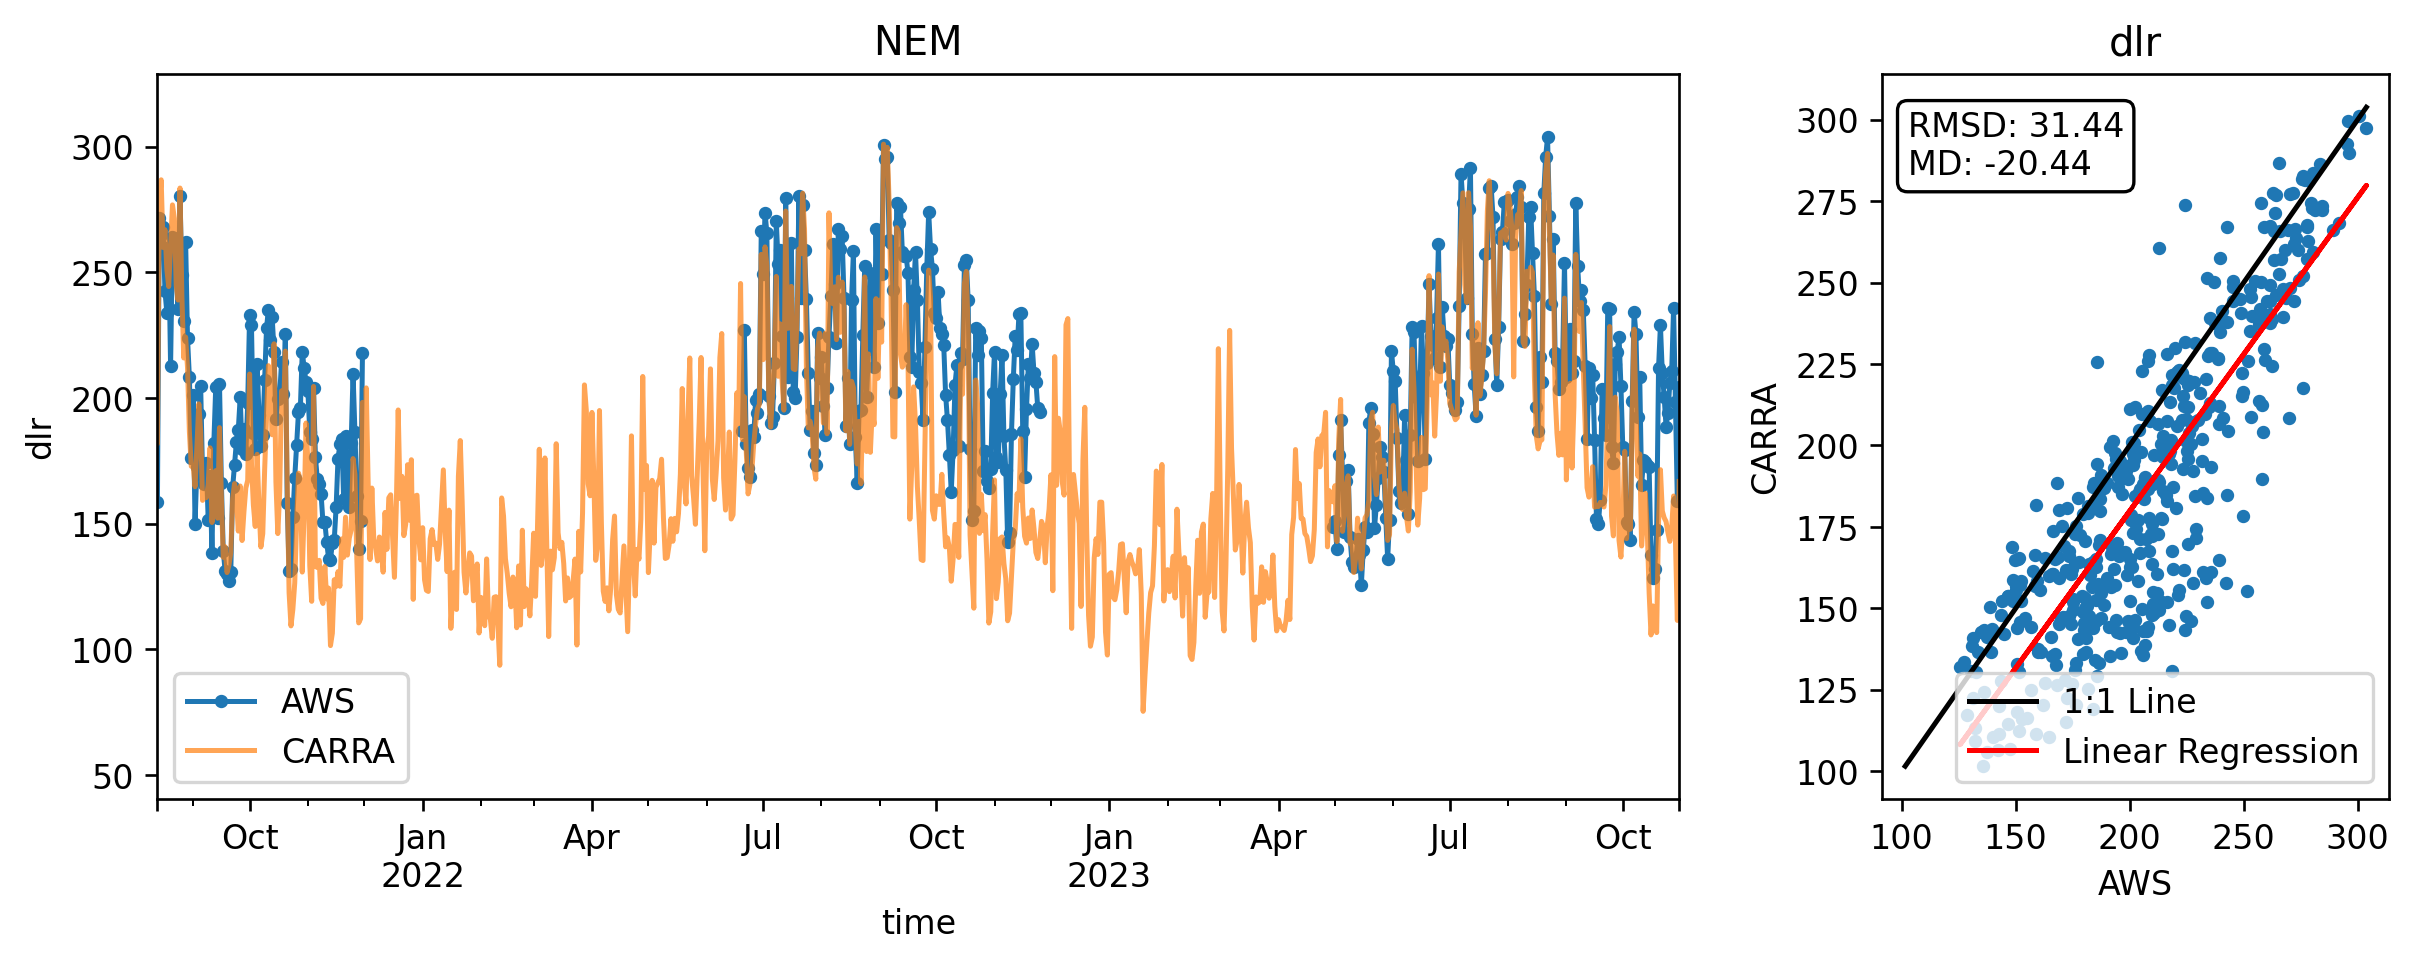 NEM
dlr
300
250
200
150
100
50
AWS
CARRA
Oct
Jan
2022
Apr
Jul
Oct
Jan
2023
Apr
Jul
Oct
time
dlr
CARRA
300
275
250
225
200
175
150
125
100
RMSD: 31.44
MD: -20.44
1:1 Line
Linear Regression
100
150
200
250
300
AWS